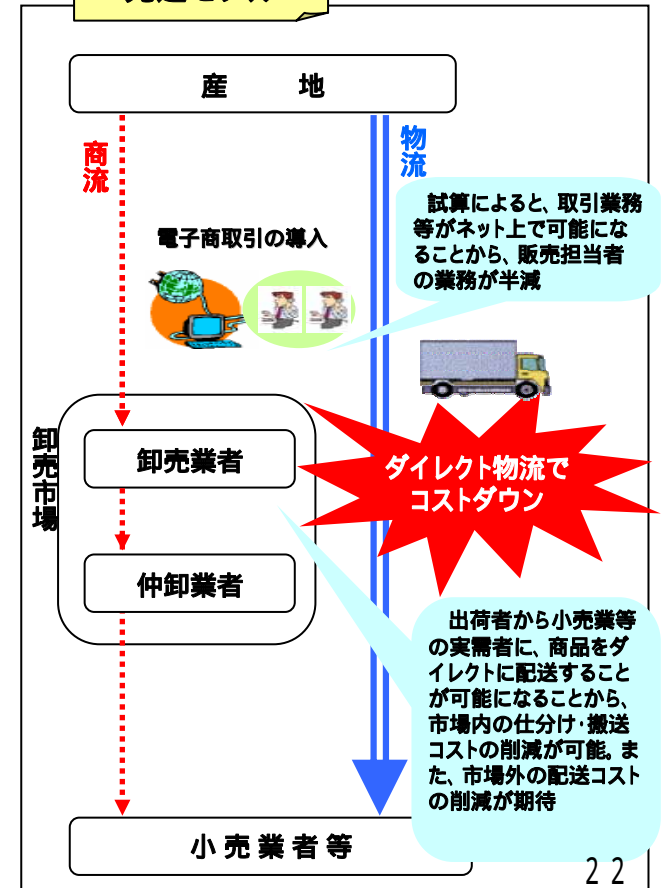 産 地
商流
物流
試算によると、取引業務
等がネット上で可能にな
ることから、販売担当者
の業務が半減
電子商取引の導入
卸売市場
卸売業者
ダイレクト物流で
コストダウン
仲卸業者
出荷者から小売業等
の実需者に、商品をダ
イレクトに配送すること
が可能になることから、
市場内の仕分け・搬送
コストの削減が可能。ま
た、市場外の配送コスト
の削減が期待
小売業者等
22